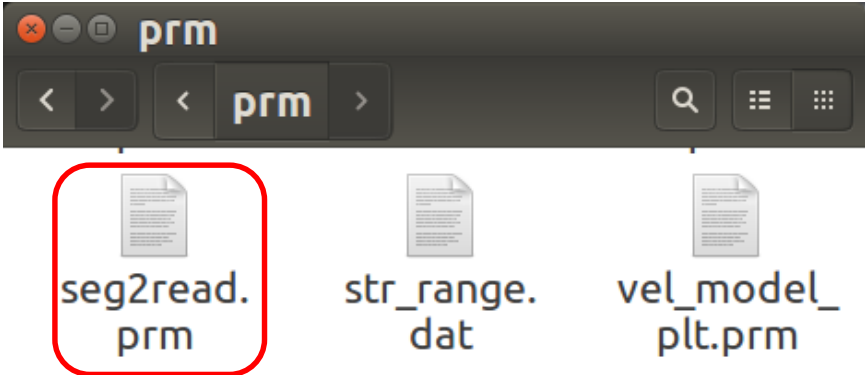 prm
prm
seg2read.
prm
str_range.
dat
vel_model_
plt.prm